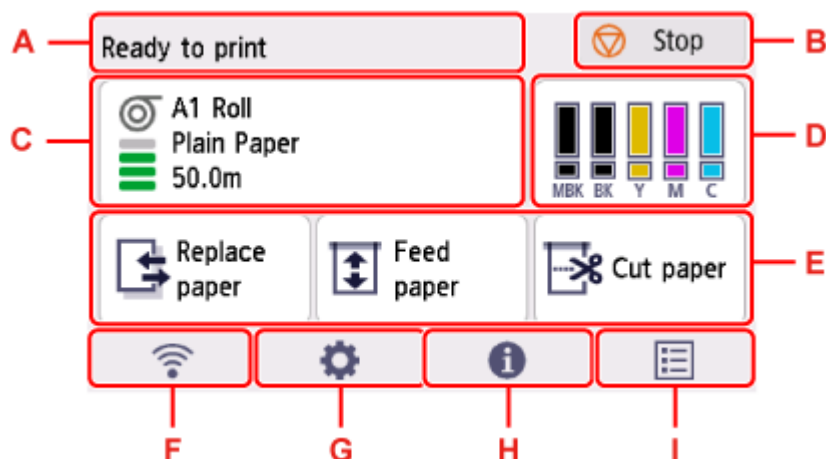 A
Ready to print
Stop
B
C
A1 Roll
Plain Paper
50.0m
MBK BK Y M C
D
Replace
paper
Feed
paper
Cut paper
E
F
G
H
I